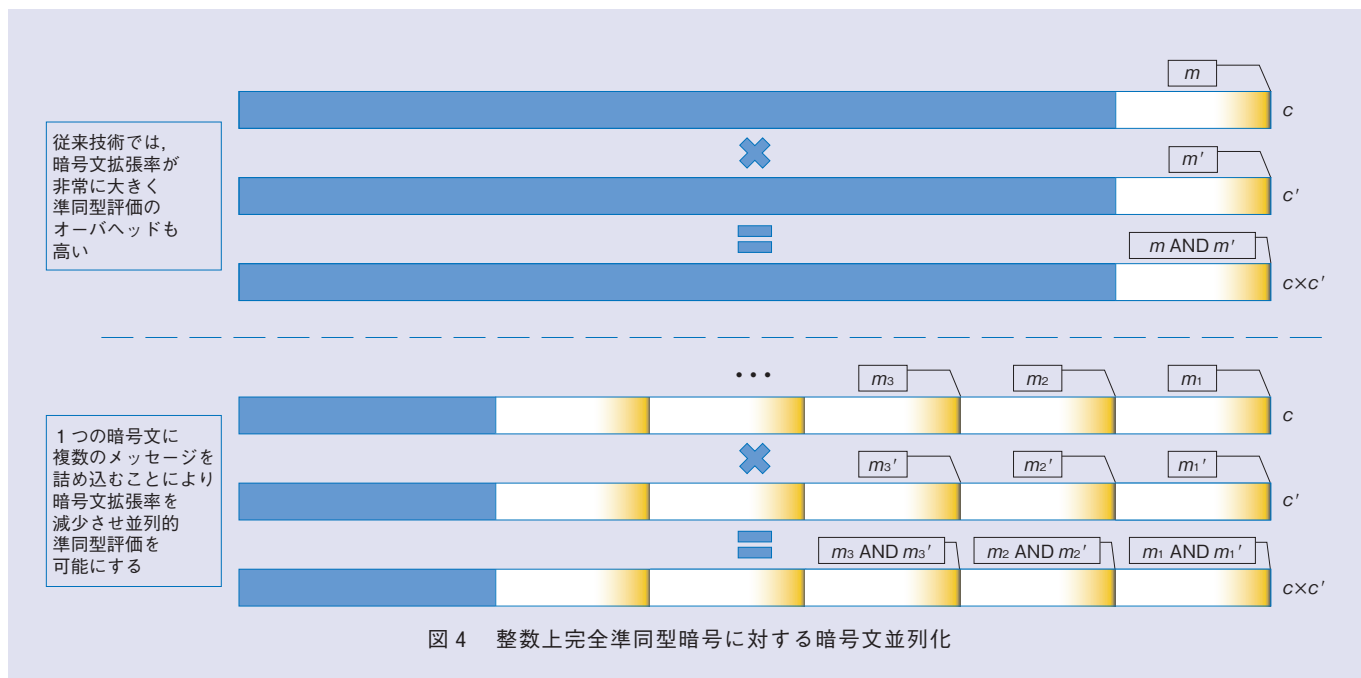 m
c
従来技術では,
暗号文拡張率が
非常に大きく
準同型評価の
オーバヘッドも
高い
m′
c′
m AND m′
c×c′
•••
m3
m2
m1
c
1つの暗号文に
複数のメッセージを
詰め込むことにより
暗号文拡張率を
減少させ並列的
準同型評価を
可能にする
m3′
m2′
m1′
c′
m3 AND m3′
m2 AND m2′
m1 AND m1′
c×c′
図4 整数上完全準同型暗号に対する暗号文並列化